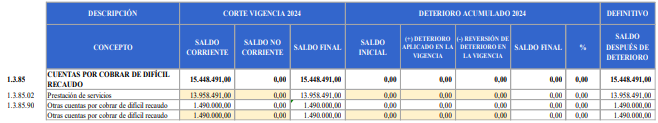 DESCRIPCIÓN CORTE VIGENCIA 2024 DETERIORO ACUMULADO 2024 DEFINITIVO
CONCEPTO SALDO CORRIENTE SALDO NO CORRIENTE SALDO FINAL SALDO INICIAL (+) DETERIORO APLICADO EN LA VIGENCIA (-) REVERSIÓN DE DETERIORO EN LA VIGENCIA SALDO FINAL % SALDO DESPUÉS DE DETERIORO
1.3.85 CUENTAS POR COBRAR DE DIFÍCIL RECAUDO 15.448.491,00 0,00 15.448.491,00 0,00 0,00 0,00 0,00 0,00 15.448.491,00
1.3.85.02 Prestación de servicios 13.958.491,00 0,00 13.958.491,00 0,00 0,00 0,00 0,00 0,00 13.958.491,00
1.3.85.90 Otras cuentas por cobrar de difícil recaudo 1.490.000,00 0,00 1.490.000,00 0,00 0,00 0,00 0,00 0,00 1.490.000,00
Otras cuentas por cobrar de difícil recaudo 1.490.000,00 0,00 1.490.000,00 0,00 0,00 0,00 0,00 0,00 1.490.000,00